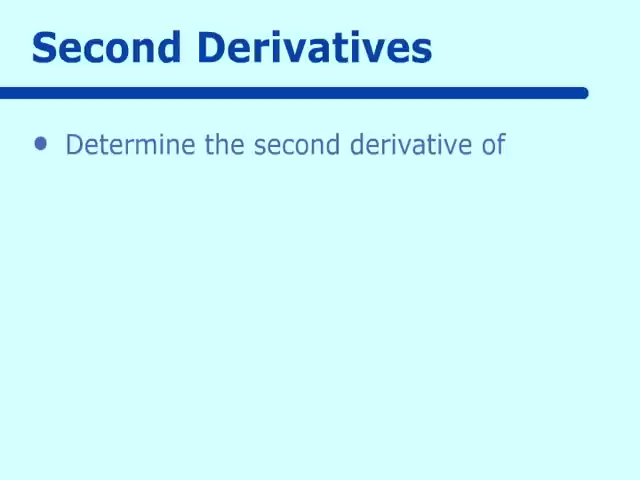 Second Derivatives
• Determine the second derivative of